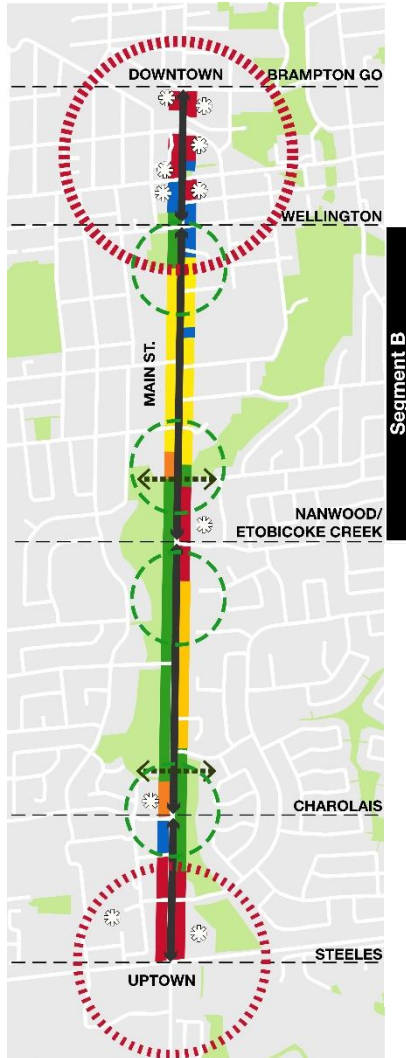 DOWNTOWN
BRAMPTON GO
WELLINGTON
Segment B
MAIN ST.
NANWOOD/
ETOBICOKE CREEK
CHAROLAIS
STEELES
UPTOWN